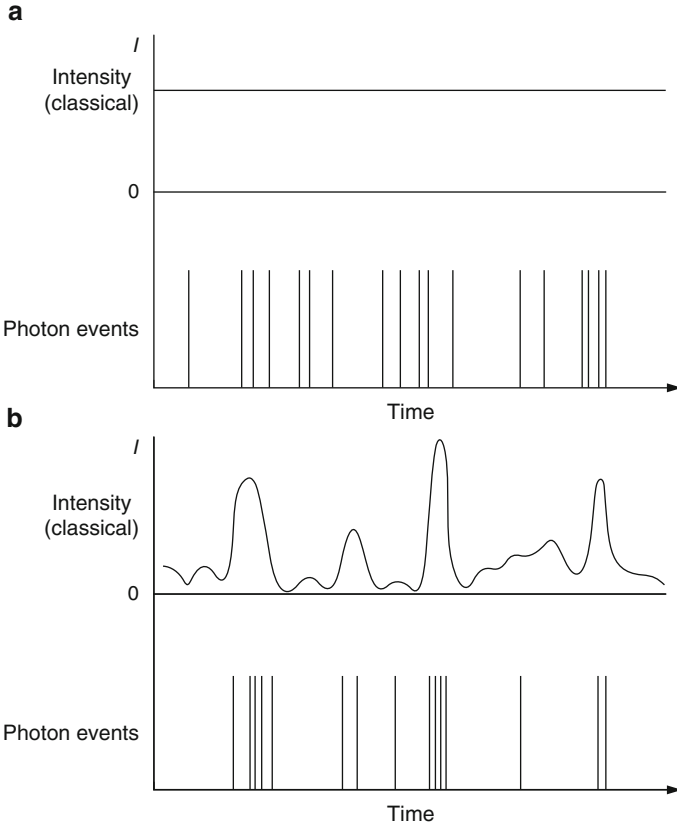 a
I
Intensity
(classical)
0
Photon events
Time
b
I
Intensity
(classical)
0
Photon events
Time